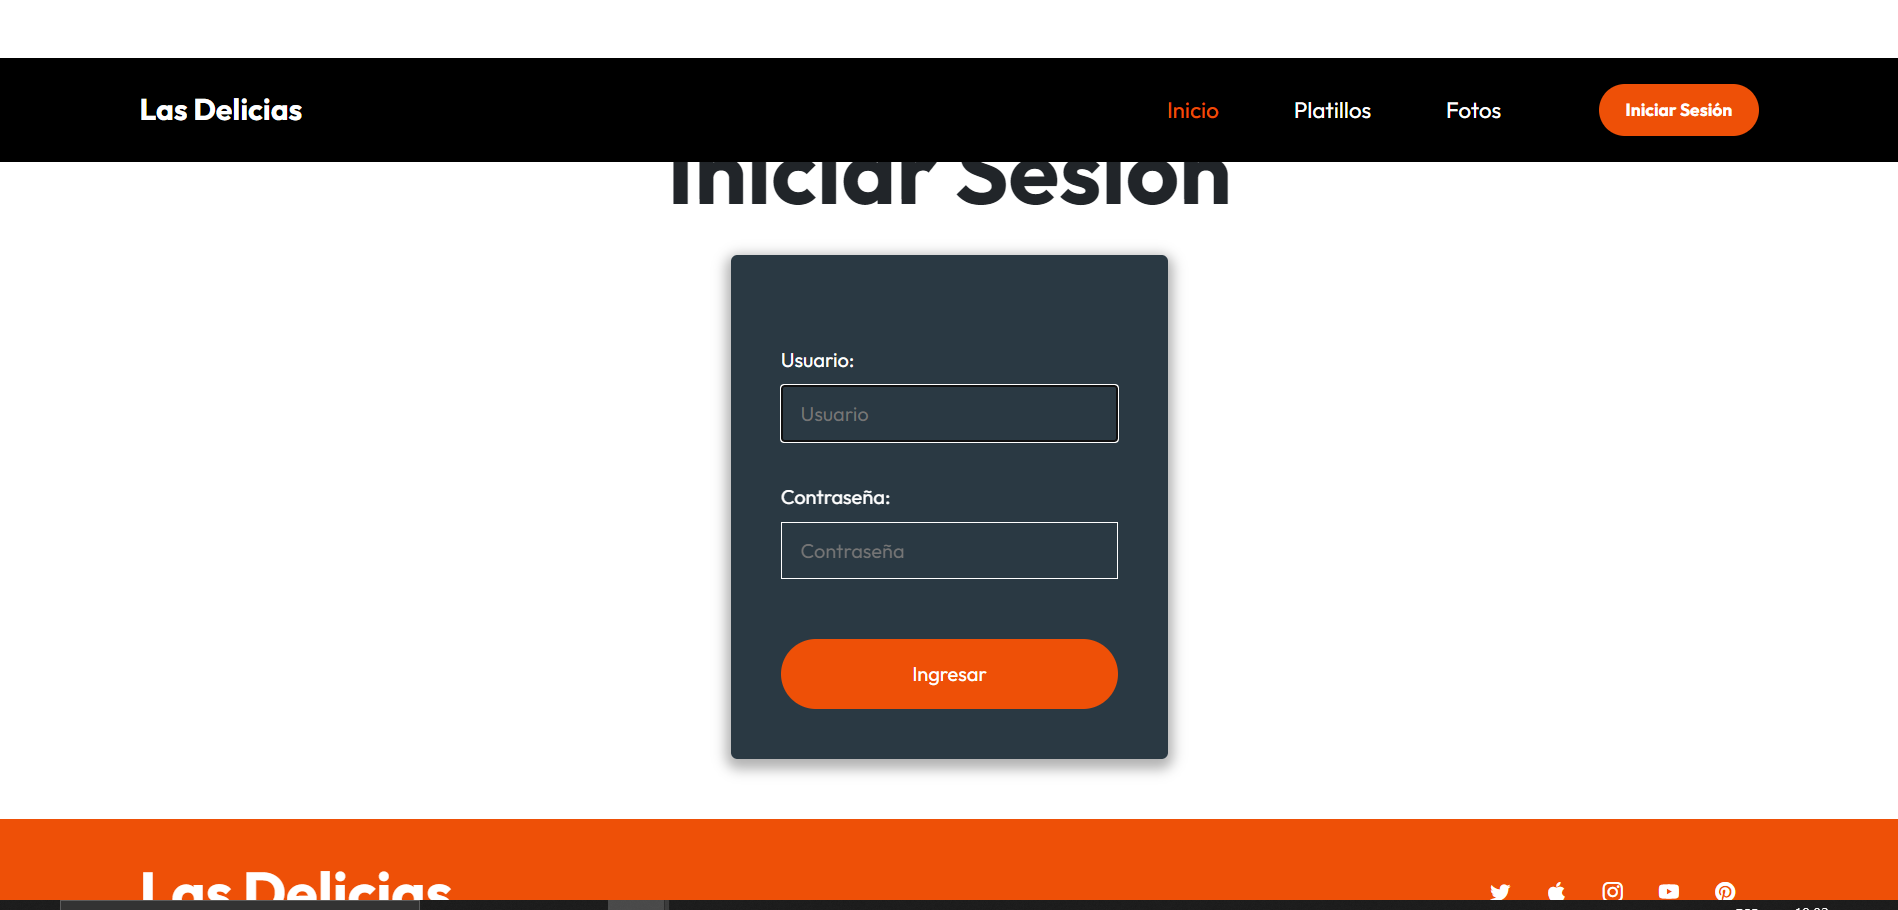 Las Delicias
Inicio
Platillos
Fotos
Iniciar Sesión
Iniciar Sesión
Usuario:
Usuario
Contraseña:
Contraseña
Ingresar
Las Delicias